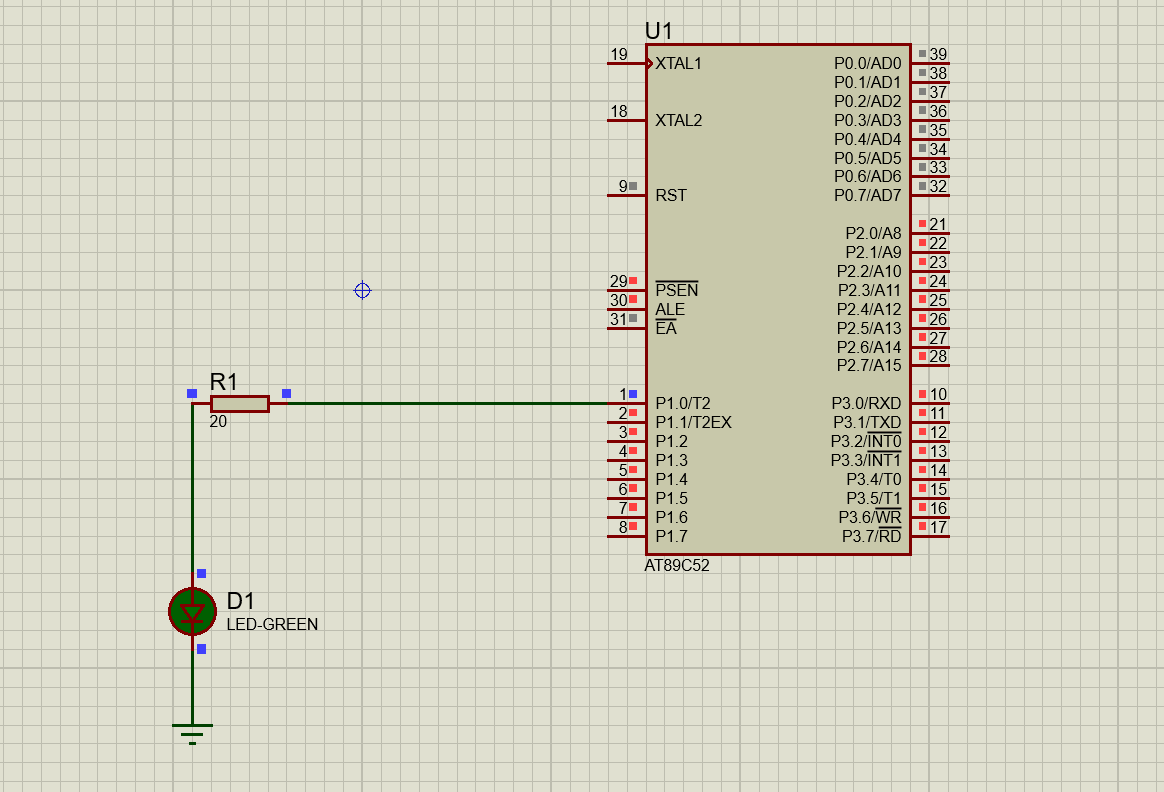 U1
19 XTAL1
18 XTAL2
9 RST
29 PSEN
30 ALE
31 EA
1 P1.0/T2
2 P1.1/T2EX
3 P1.2
4 P1.3
5 P1.4
6 P1.5
7 P1.6
8 P1.7
P0.0/AD0 39
P0.1/AD1 38
P0.2/AD2 37
P0.3/AD3 36
P0.4/AD4 35
P0.5/AD5 34
P0.6/AD6 33
P0.7/AD7 32
P2.0/A8 21
P2.1/A9 22
P2.2/A10 23
P2.3/A11 24
P2.4/A12 25
P2.5/A13 26
P2.6/A14 27
P2.7/A15 28
P3.0/RXD 10
P3.1/TXD 11
P3.2/INT0 12
P3.3/INT1 13
P3.4/T0 14
P3.5/T1 15
P3.6/WR 16
P3.7/RD 17
AT89C52
R1
20
D1
LED-GREEN